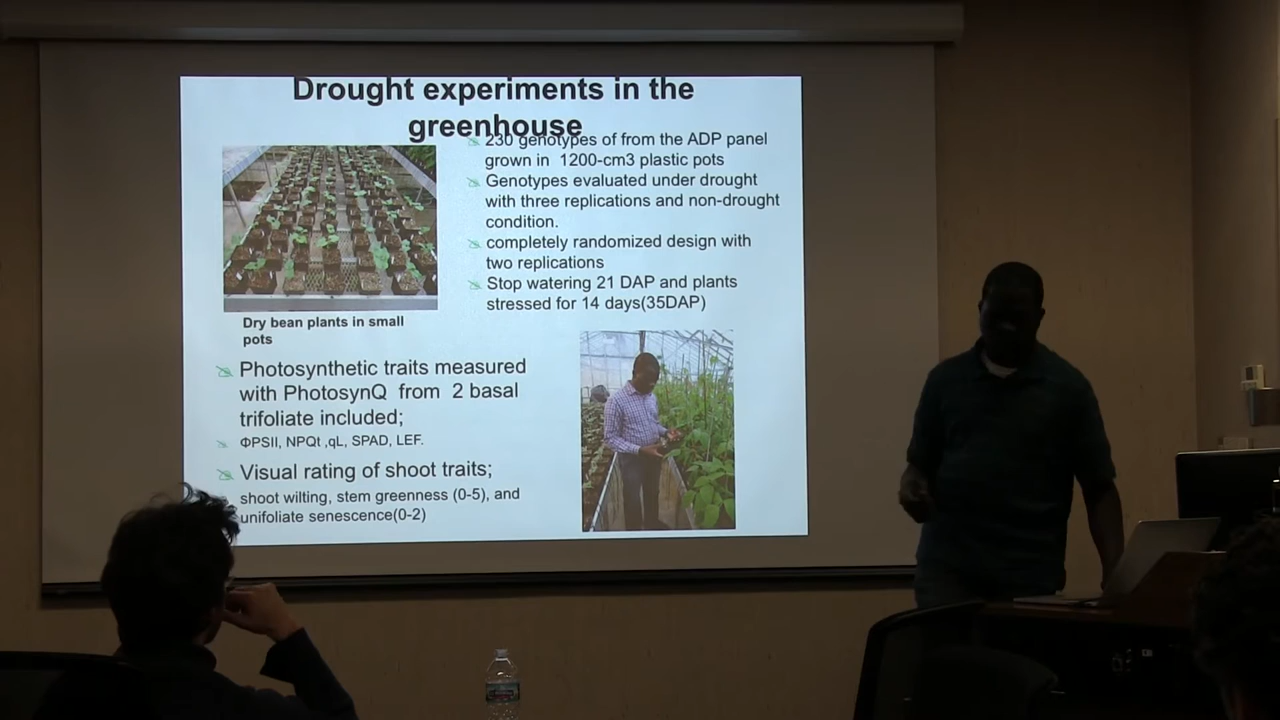 Drought experiments in the
greenhouse
230 genotypes of from the ADP panel
grown in 1200-cm3 plastic pots
Genotypes evaluated under drought
with three replications and non-drought
condition.
completely randomized design with
two replications
Stop watering 21 DAP and plants
stressed for 14 days(35DAP)
Dry bean plants in small
pots
Photosynthetic traits measured
with PhotosynQ from 2 basal
trifoliate included;
ΦPSII, NPQt ,qL, SPAD, LEF.
Visual rating of shoot traits;
shoot wilting, stem greenness (0-5), and
unifoliate senescence(0-2)